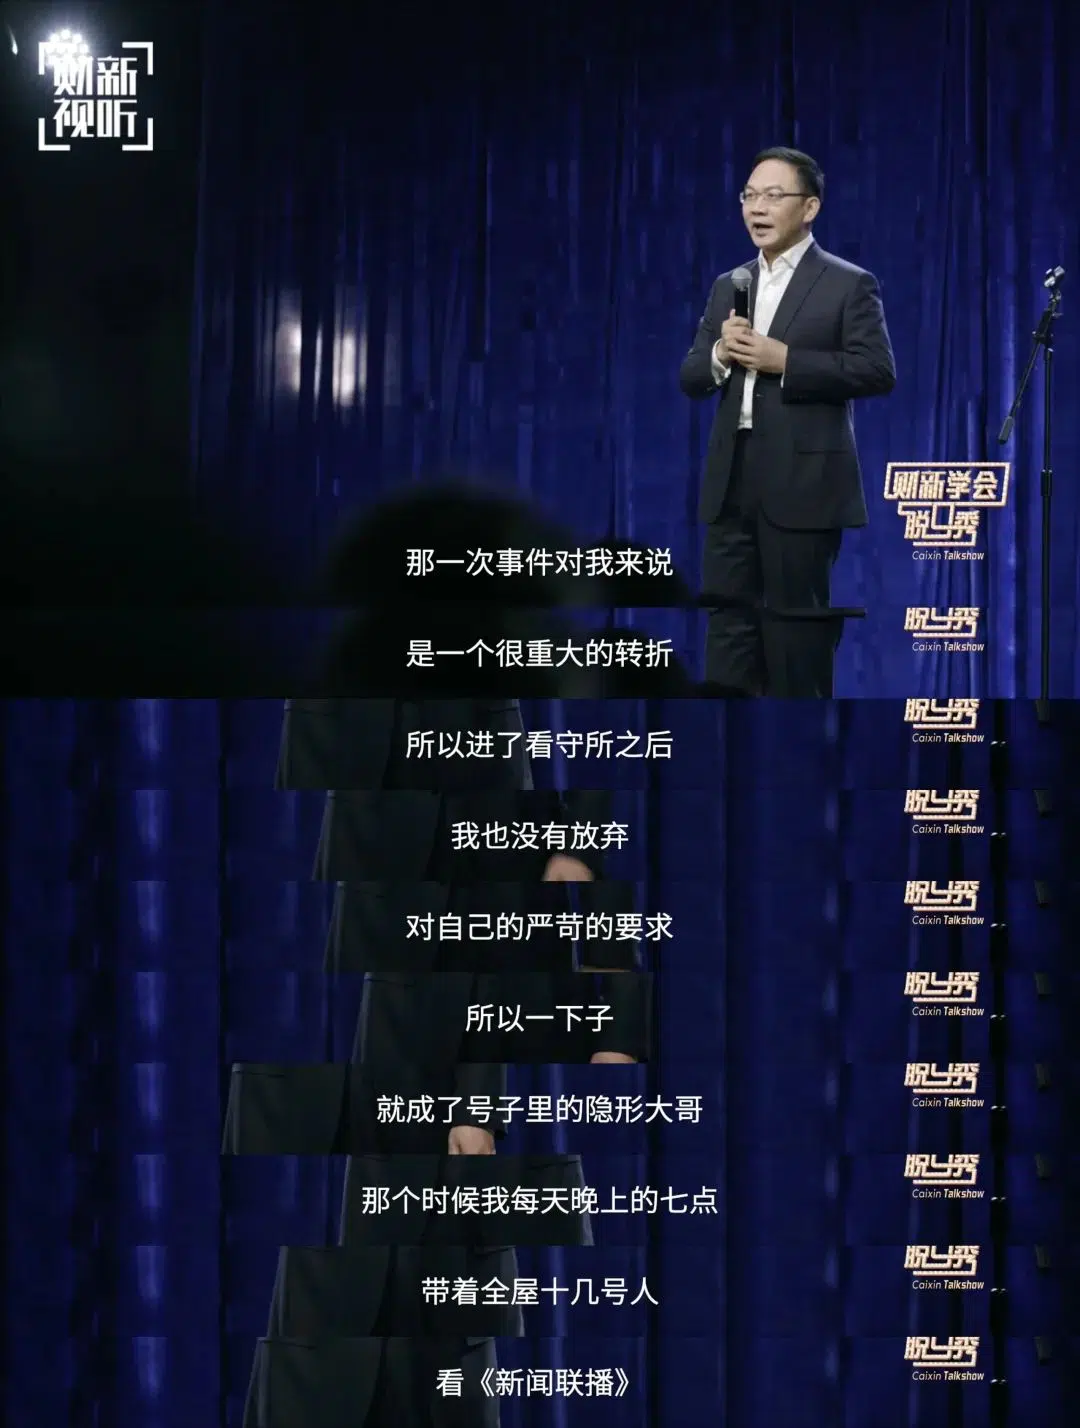 财新
视听
财新学会
脱口秀
Caixin Talkshow
那一次事件对我来说
脱口秀
Caixin Talkshow
是一个很重大的转折
脱口秀
Caixin Talkshow
所以进了看守所之后
脱口秀
Caixin Talkshow
我也没有放弃
脱口秀
Caixin Talkshow
对自己的严苛的要求
脱口秀
Caixin Talkshow
所以一下子
脱口秀
Caixin Talkshow
就成了号子里的隐形大哥
脱口秀
Caixin Talkshow
那个时候我每天晚上的七点
脱口秀
Caixin Talkshow
带着全屋十几号人
脱口秀
Caixin Talkshow
看《新闻联播》